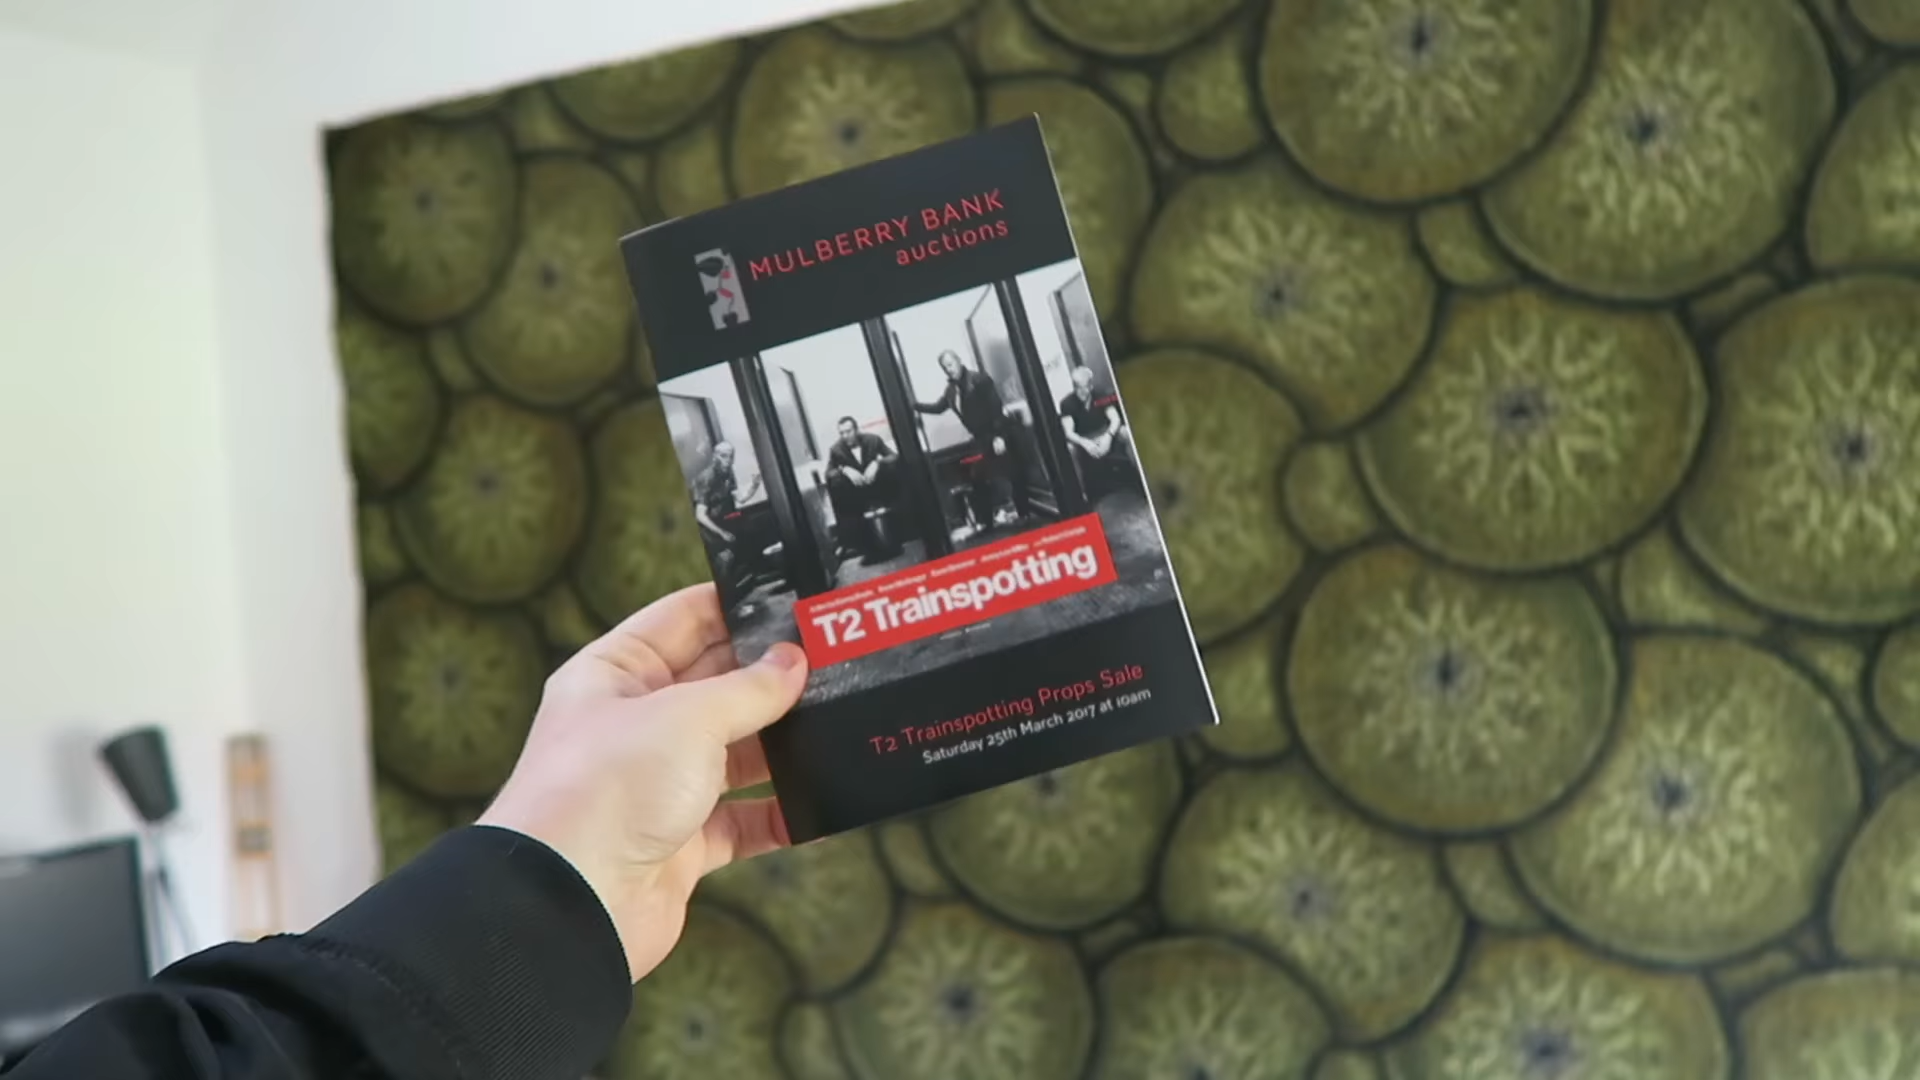 MULBERRY BANK
auctions
T2 Trainspotting
T2 Trainspotting Props Sale
Saturday 25th March 2017 at 10am